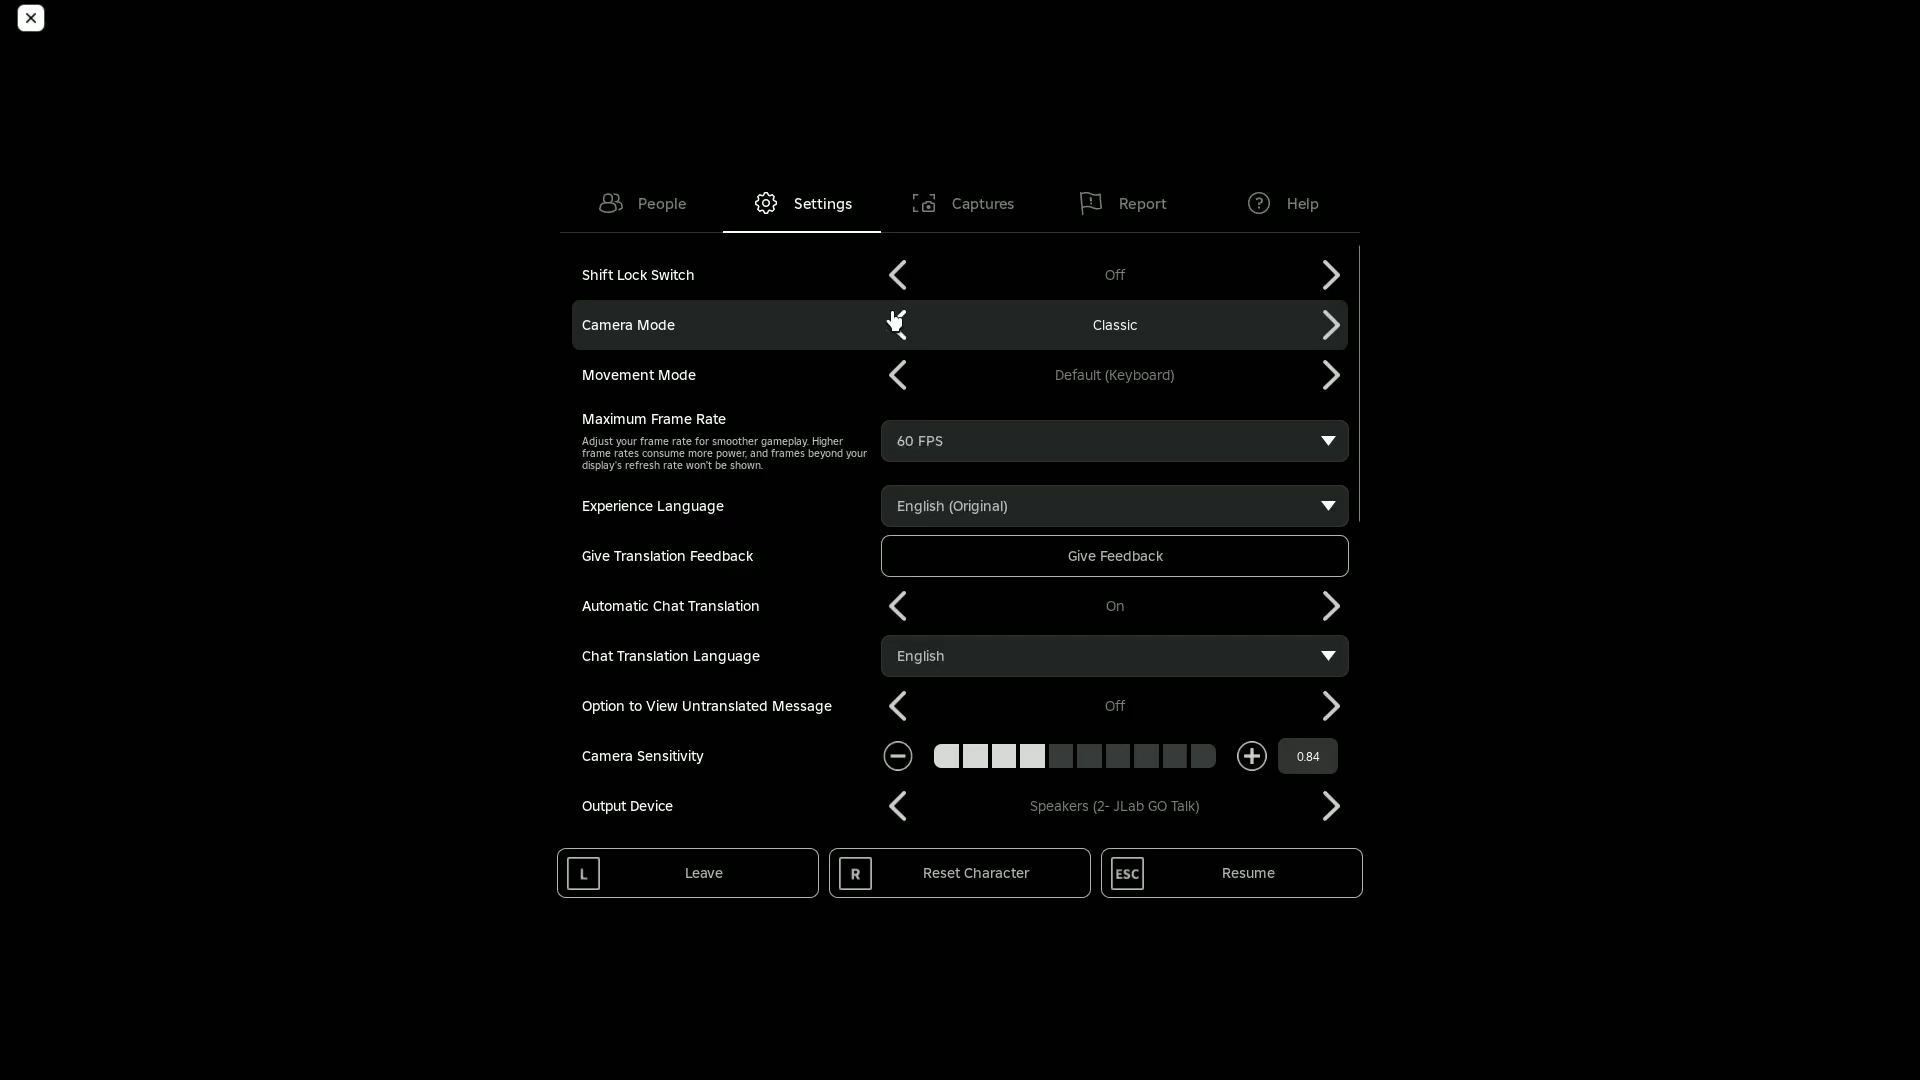 People
Settings
Captures
Report
Help
Shift Lock Switch
Off
Camera Mode
Classic
Movement Mode
Default (Keyboard)
Maximum Frame Rate
Adjust your frame rate for smoother gameplay. Higher
frame rates consume more power, and frames beyond your
display's refresh rate won't be shown.
60 FPS
Experience Language
English (Original)
Give Translation Feedback
Give Feedback
Automatic Chat Translation
On
Chat Translation Language
English
Option to View Untranslated Message
Off
Camera Sensitivity
0.84
Output Device
Speakers (2- JLab GO Talk)
L
Leave
R
Reset Character
ESC
Resume